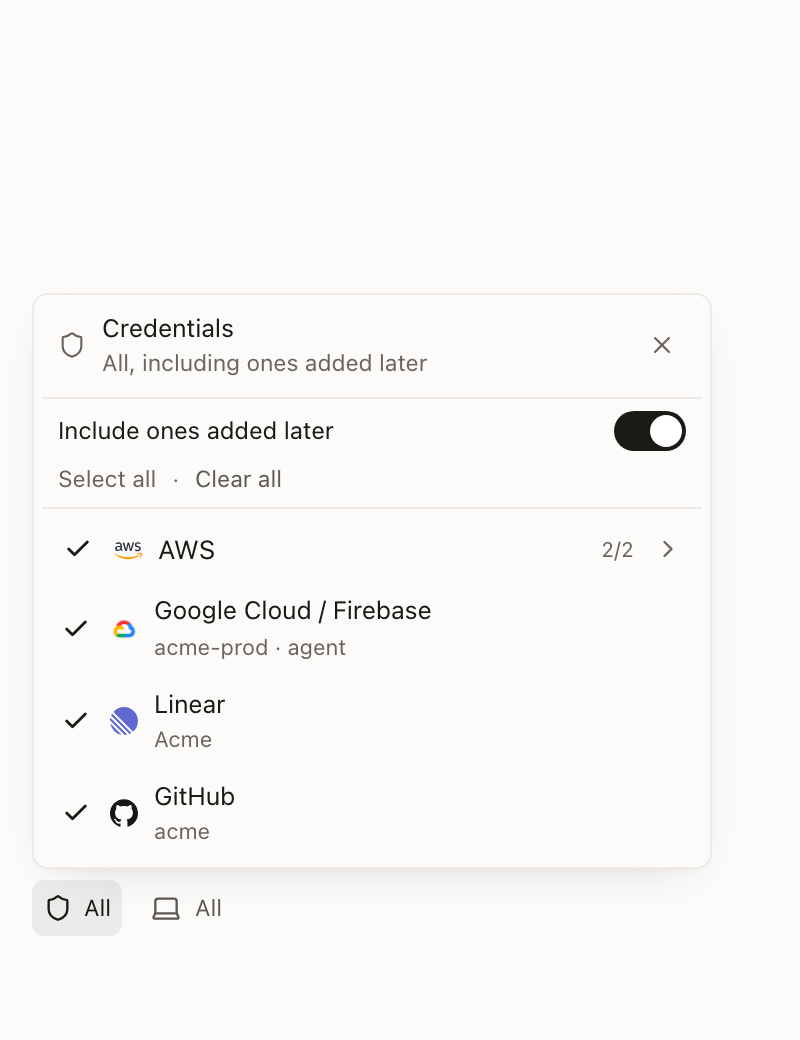 Credentials
All, including ones added later
Include ones added later
Select all · Clear all
aws AWS 2/2
Google Cloud / Firebase
acme-prod · agent
Linear
Acme
GitHub
acme
All All